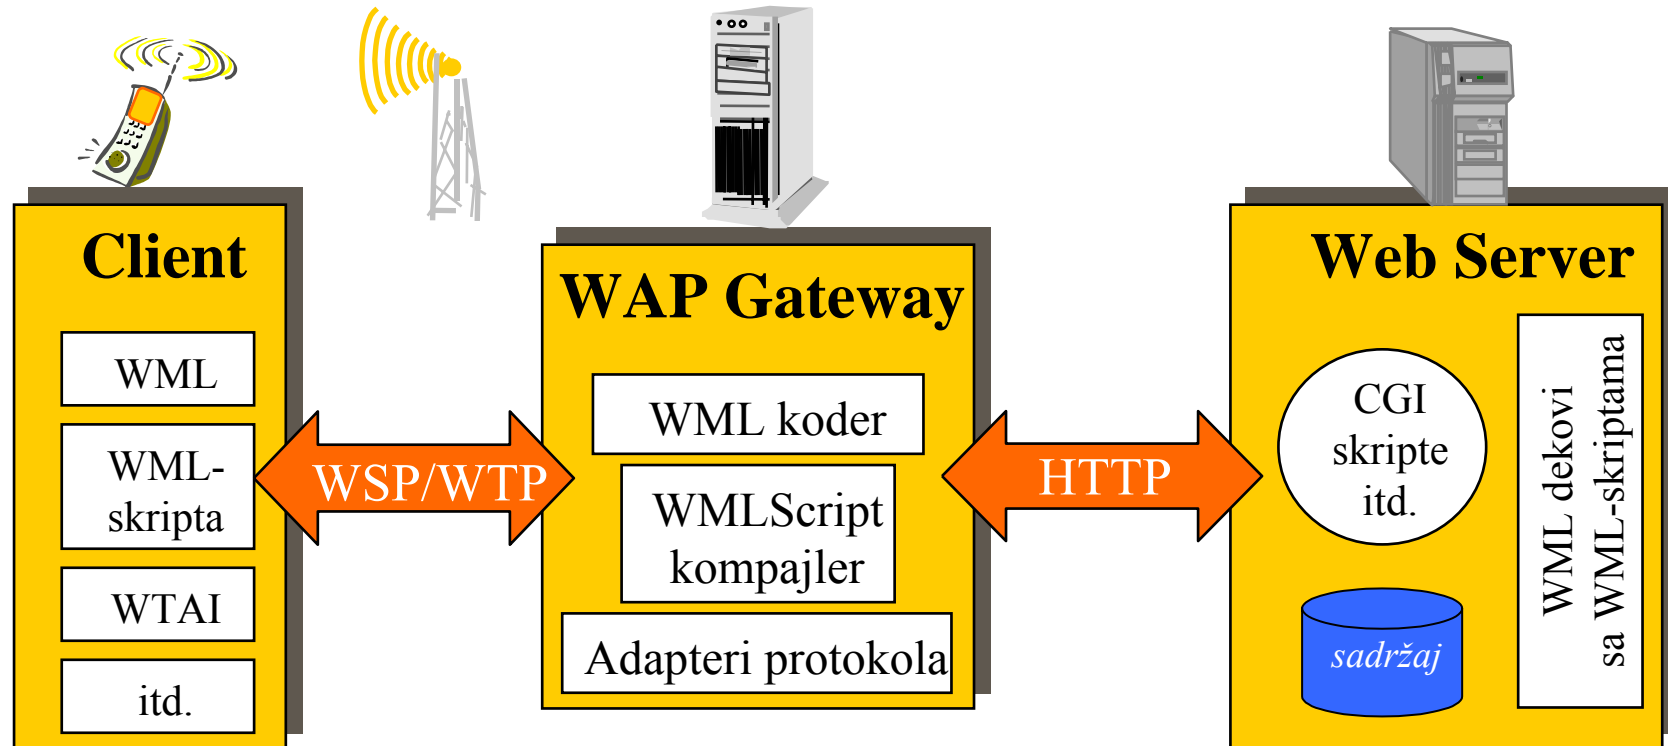 Client
WML
WML-
skripta
WTAI
itd.
WSP/WTP
WAP Gateway
WML koder
WMLScript
kompajler
Adapteri protokola
HTTP
Web Server
CGI
skripte
itd.
sadržaj
WML dekovi
sa WML-skriptama